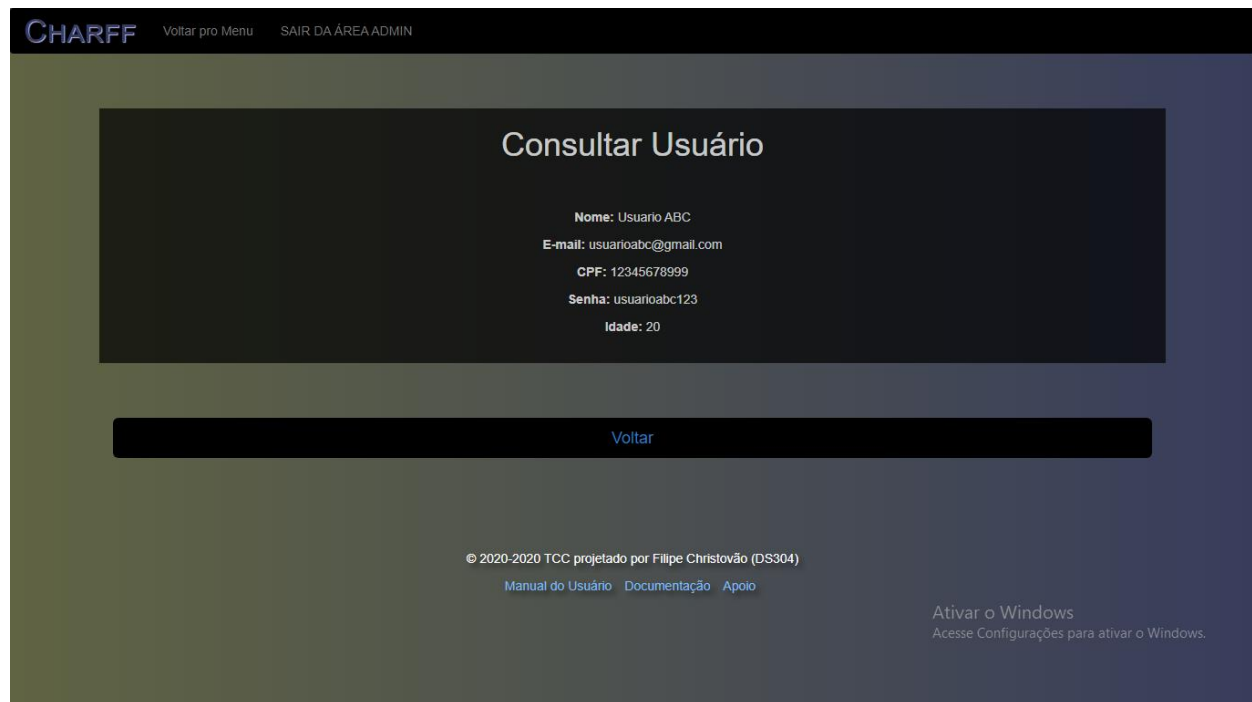 CHARFF Voltar pro Menu SAIR DA ÁREA ADMIN
Consultar Usuário
Nome: Usuario ABC
E-mail: usuarioabc@gmail.com
CPF: 12345678999
Senha: usuarioabc123
Idade: 20
Voltar
© 2020-2020 TCC projetado por Filipe Christovão (DS304)
Manual do Usuário Documentação Apoio
Ativar o Windows
Acesse Configurações para ativar o Windows.